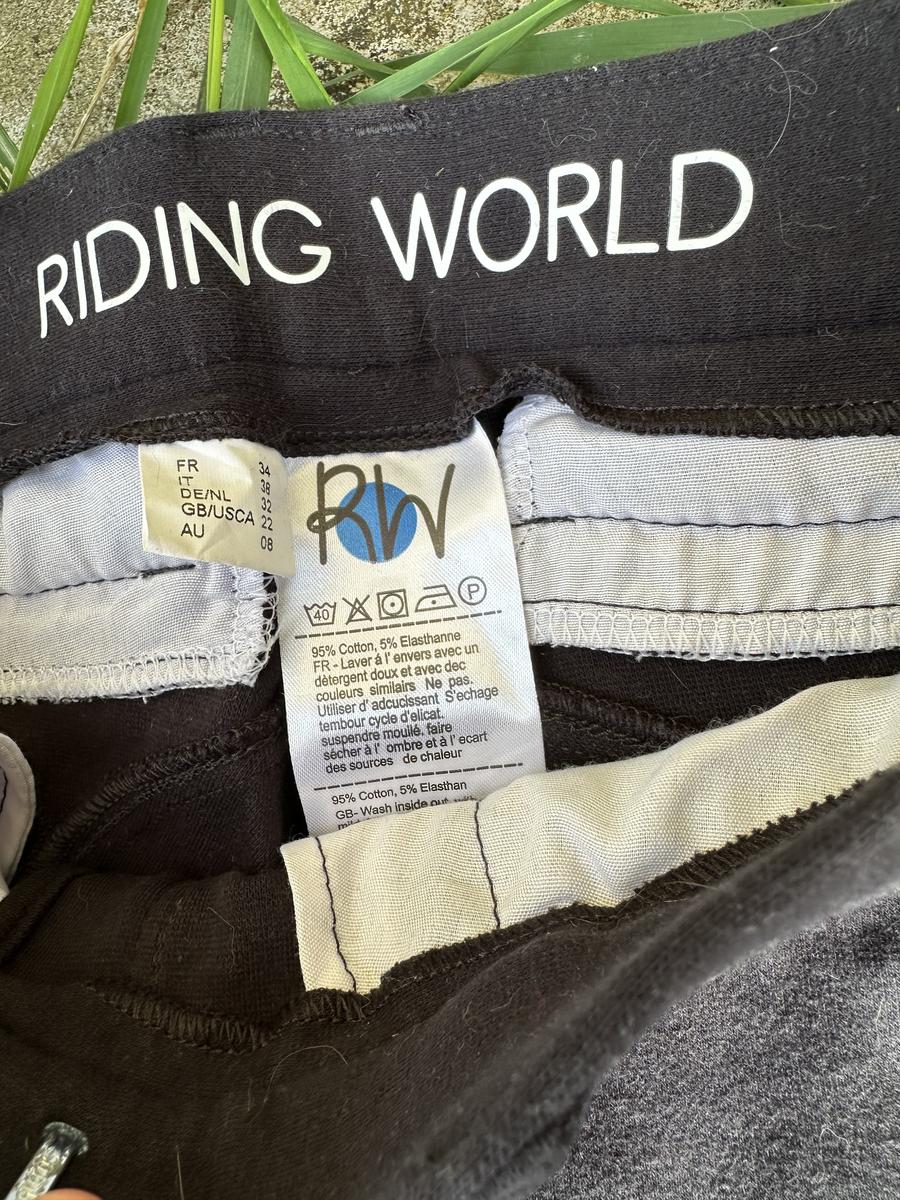 RIDING WORLD
FR 34
IT 38
DE/NL 32
GB/USCA 22
AU 08
RW
40 P
95% Cotton, 5% Elasthanne
FR - Laver á l' envers avec un
dètergent doux et avec dec
couleurs similairs Ne pas.
Utiliser d' adcucissant S'echage
tembour cycle d'elicat.
suspendre mouilé. faire
sécher à l' ombre et à l' ecart
des sources de chaleur
95% Cotton, 5% Elasthan
GB- Wash inside out